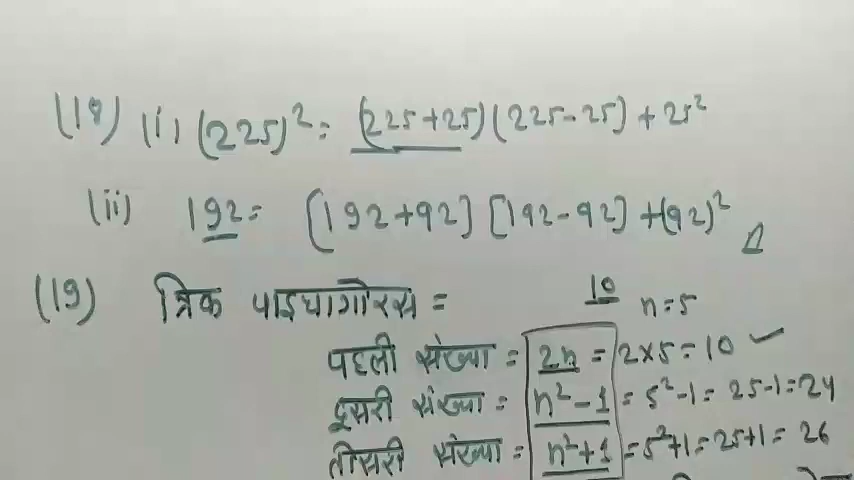 (18) (i) (225)² = (225+25)(225-25) + 25²
(ii) 192 = [192+92] [192-92] + (92)²
(19) त्रिक पाइथागोरस = 10 n=5
पहली संख्या = 2n = 2×5 = 10 ✓
दूसरी संख्या = n²-1 = 5²-1 = 25-1 = 24
तीसरी संख्या = n²+1 = 5²+1 = 25+1 = 26